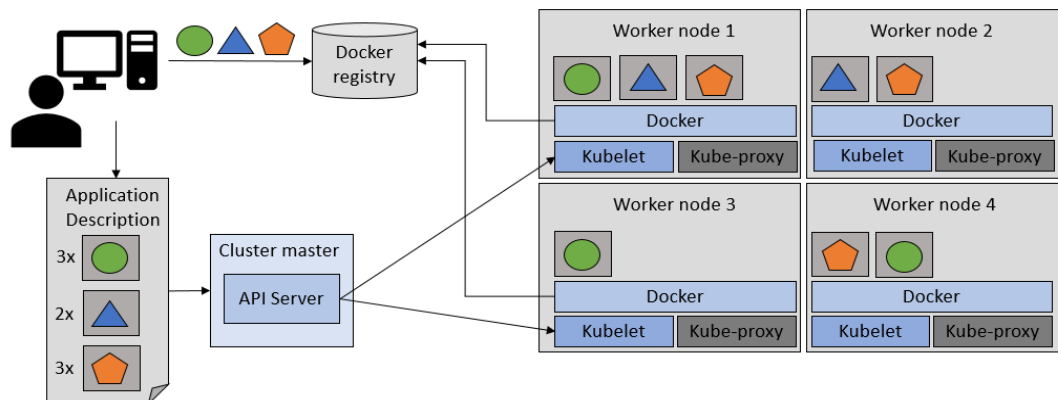 Docker
registry
Application
Description
3x
2x
3x
Cluster master
API Server
Worker node 1
Docker
Kubelet
Kube-proxy
Worker node 2
Docker
Kubelet
Kube-proxy
Worker node 3
Docker
Kubelet
Kube-proxy
Worker node 4
Docker
Kubelet
Kube-proxy